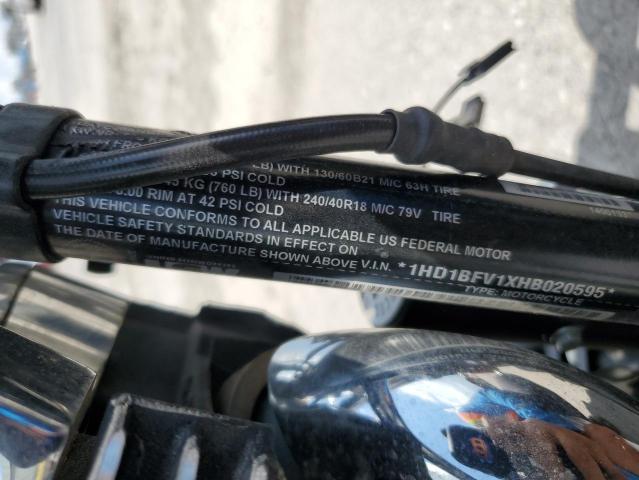 LB) WITH 130/60B21 M/C 63H TIRE
PSI COLD
KG (760 LB) WITH 240/40R18 M/C 79V TIRE
RIM AT 42 PSI COLD
THIS VEHICLE CONFORMS TO ALL APPLICABLE US FEDERAL MOTOR
VEHICLE SAFETY STANDARDS IN EFFECT ON
THE DATE OF MANUFACTURE SHOWN ABOVE V.I.N. *1HD1BFV1XHB020595*
TYPE: MOTORCYCLE